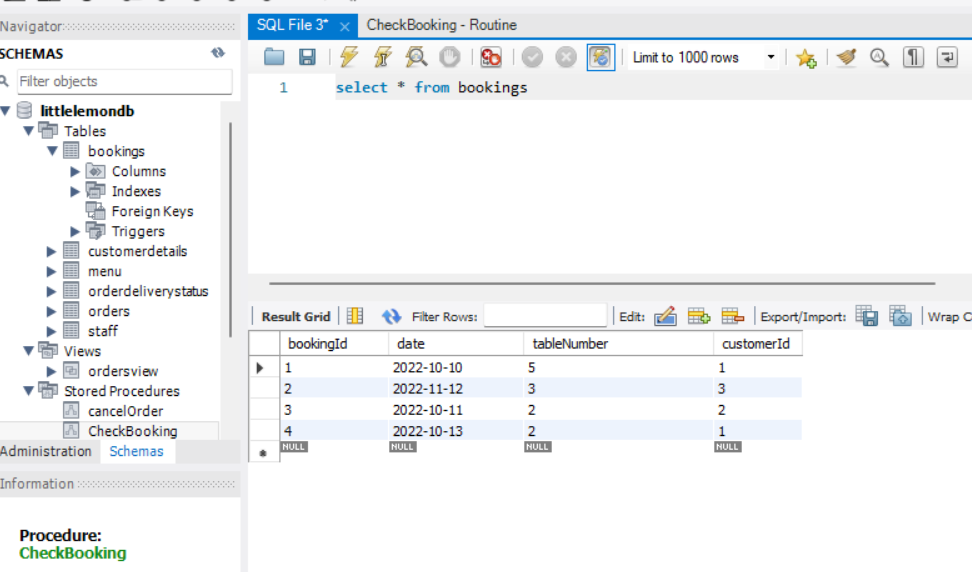 Navigator
SCHEMAS
Filter objects
littlelemondb
Tables
bookings
Columns
Indexes
Foreign Keys
Triggers
customerdetails
menu
orderdeliverystatus
orders
staff
Views
ordersview
Stored Procedures
cancelOrder
CheckBooking
Administration Schemas
Information
Procedure:
CheckBooking
SQL File 3* × CheckBooking - Routine
Limit to 1000 rows
1 select * from bookings
Result Grid Filter Rows: Edit: Export/Import: Wrap C
bookingId date tableNumber customerId
1 2022-10-10 5 1
2 2022-11-12 3 3
3 2022-10-11 2 2
4 2022-10-13 2 1
NULL NULL NULL NULL